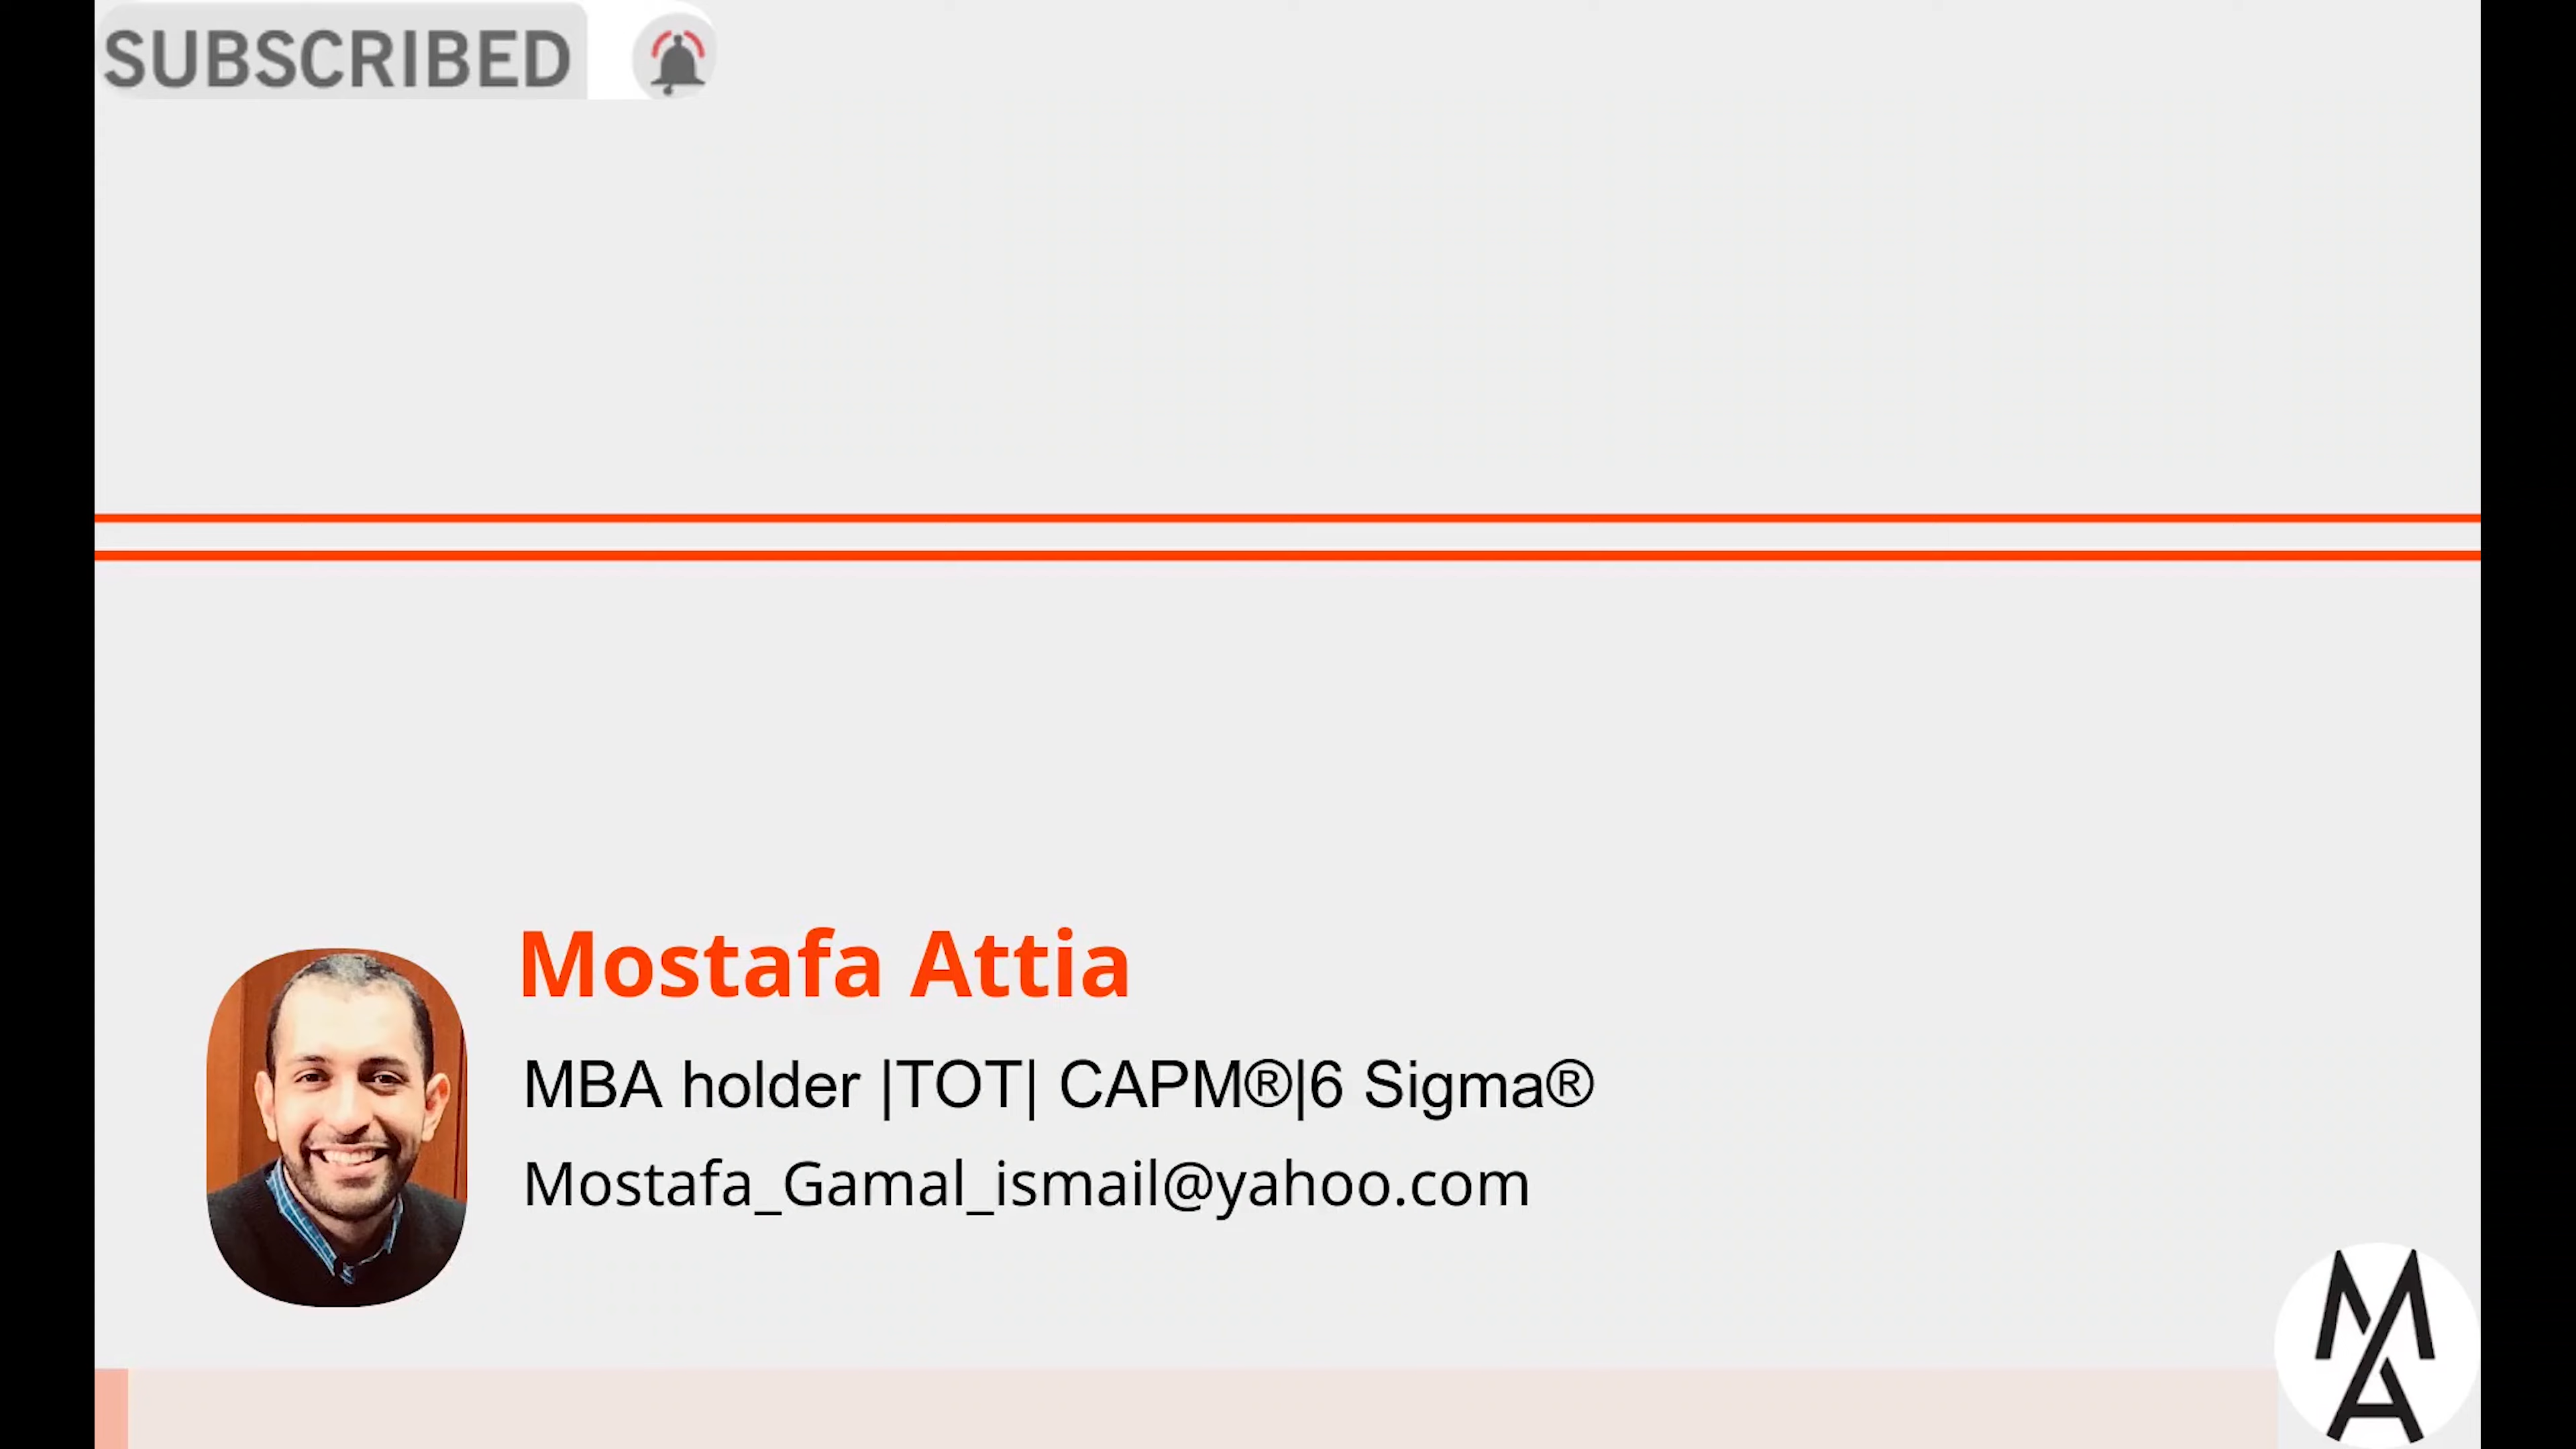 SUBSCRIBED
Mostafa Attia
MBA holder |TOT| CAPM®|6 Sigma®
Mostafa_Gamal_ismail@yahoo.com
MA